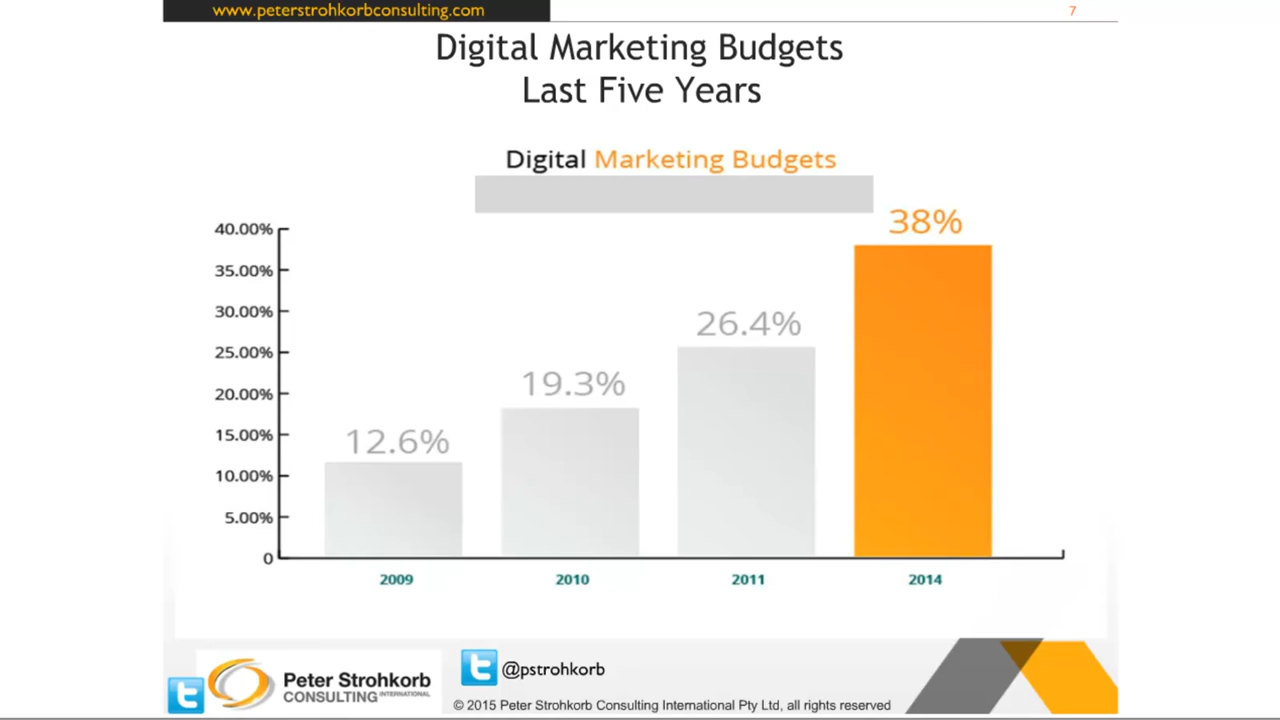 www.peterstrohkorbconsulting.com
7
Digital Marketing Budgets
Last Five Years
Digital Marketing Budgets
40.00%
35.00%
30.00%
25.00%
20.00%
15.00%
10.00%
5.00%
0
12.6%
19.3%
26.4%
38%
2009
2010
2011
2014
Peter Strohkorb
CONSULTING INTERNATIONAL
@pstrohkorb
© 2015 Peter Strohkorb Consulting International Pty Ltd, all rights reserved